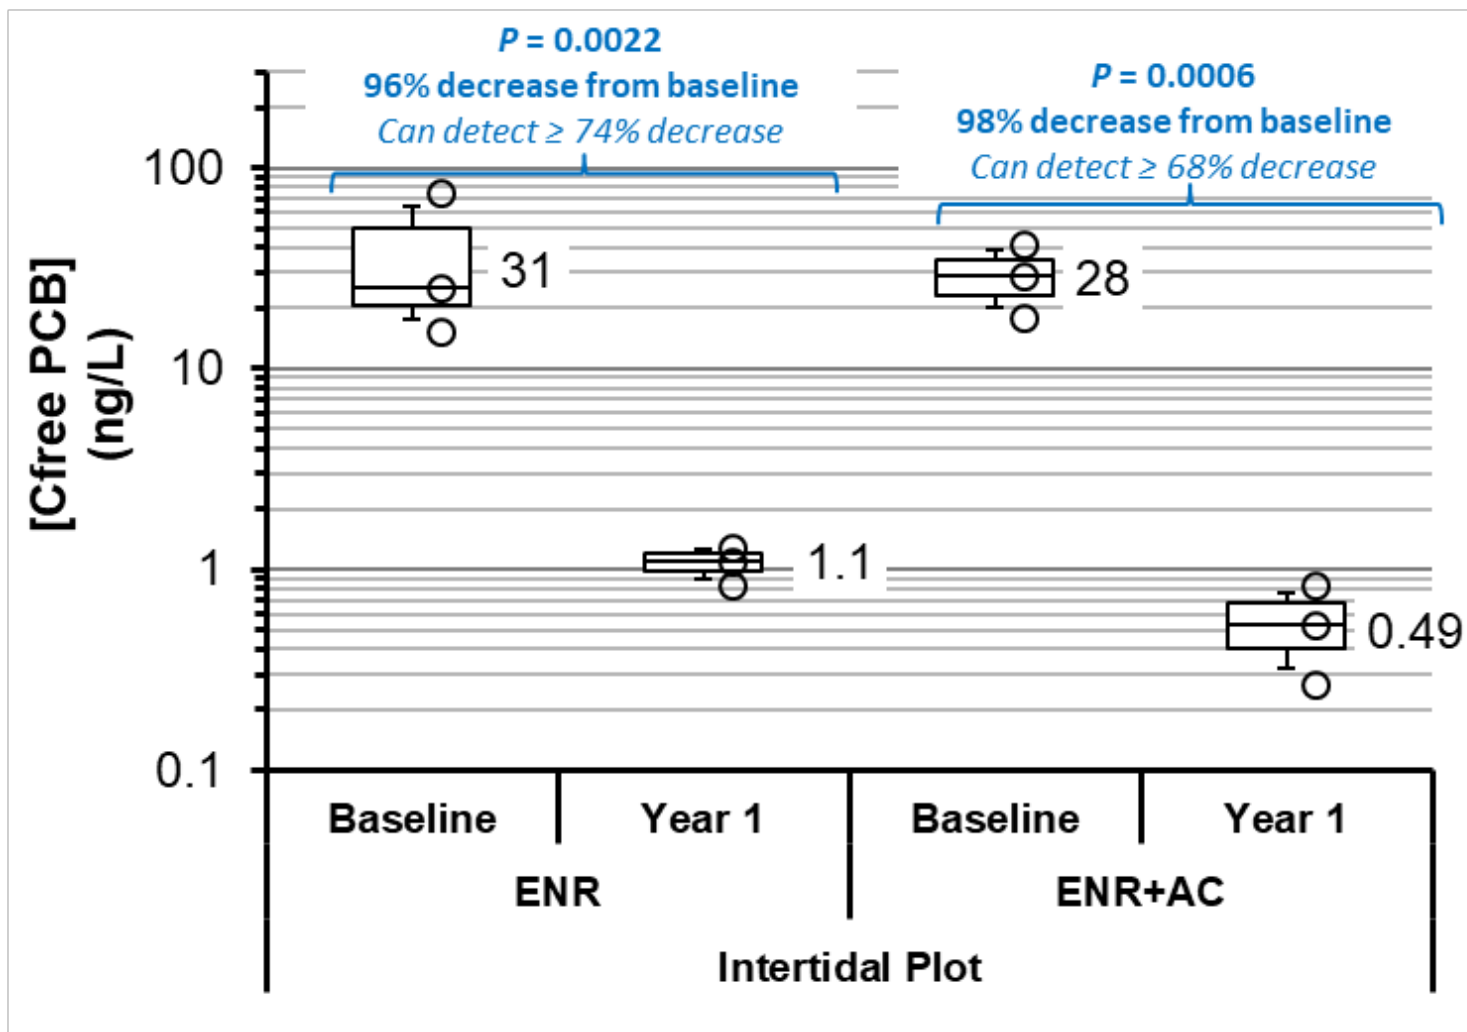 P = 0.0022
96% decrease from baseline
Can detect ≥ 74% decrease
P = 0.0006
98% decrease from baseline
Can detect ≥ 68% decrease
[Cfree PCB]
(ng/L)
100
10
1
0.1
31
1.1
28
0.49
Baseline
Year 1
Baseline
Year 1
ENR
ENR+AC
Intertidal Plot